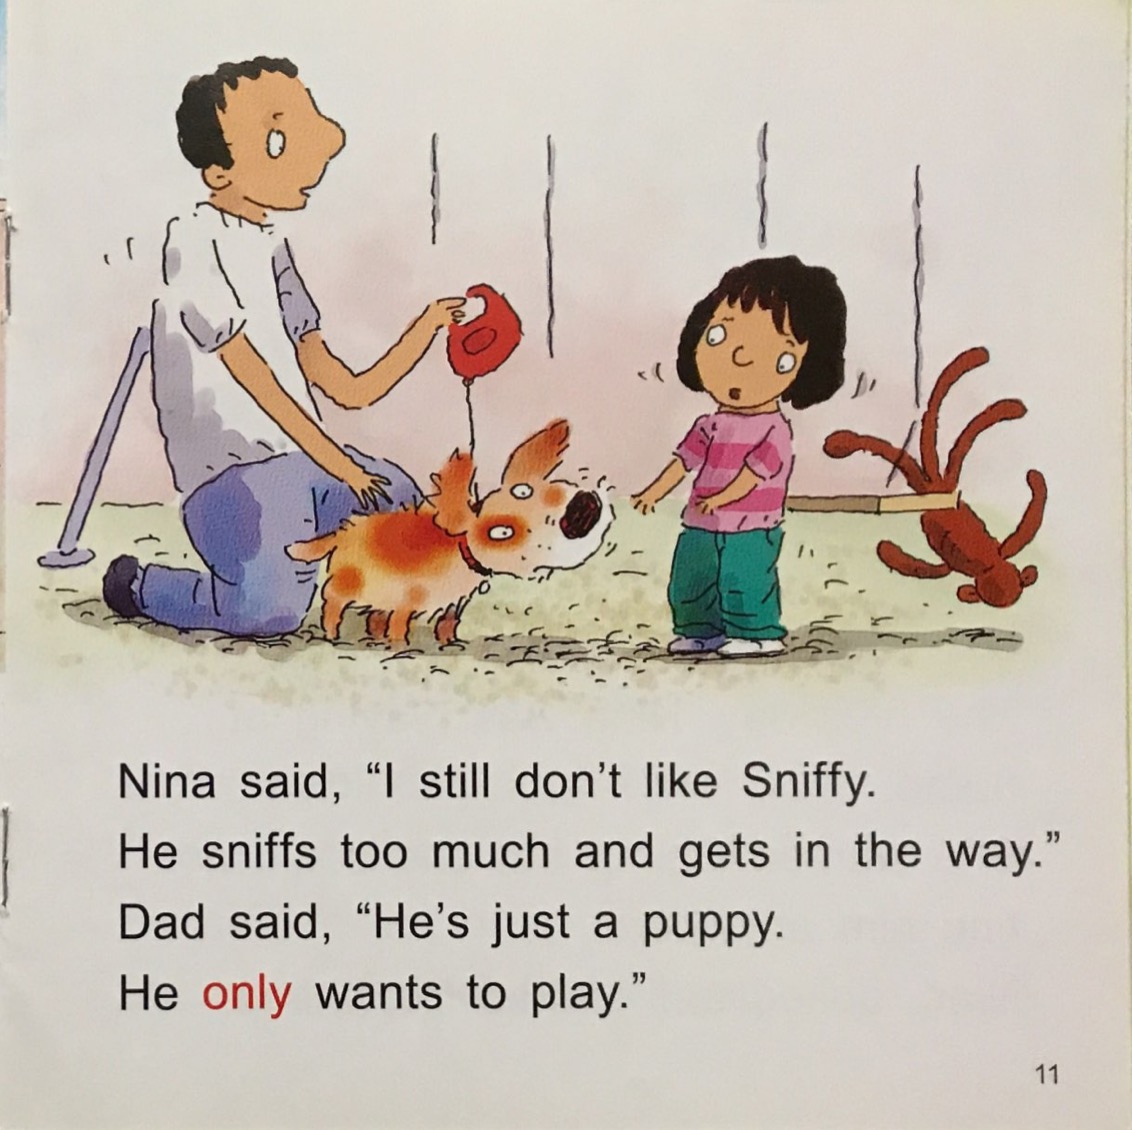 Nina said, “I still don’t like Sniffy.
He sniffs too much and gets in the way.”
Dad said, “He’s just a puppy.
He only wants to play.”
11